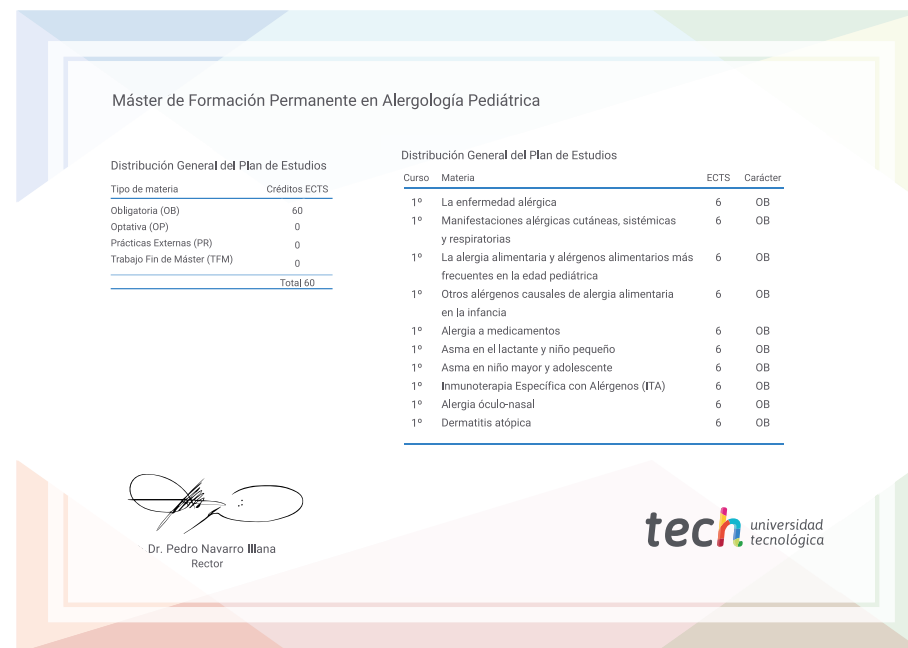 Máster de Formación Permanente en Alergología Pediátrica
Distribución General del Plan de Estudios
Tipo de materia Créditos ECTS
Obligatoria (OB) 60
Optativa (OP) 0
Prácticas Externas (PR) 0
Trabajo Fin de Máster (TFM) 0
Total 60
Distribución General del Plan de Estudios
Curso Materia ECTS Carácter
1º La enfermedad alérgica 6 OB
1º Manifestaciones alérgicas cutáneas, sistémicas 6 OB
y respiratorias
1º La alergia alimentaria y alérgenos alimentarios más 6 OB
frecuentes en la edad pediátrica
1º Otros alérgenos causales de alergia alimentaria 6 OB
en la infancia
1º Alergia a medicamentos 6 OB
1º Asma en el lactante y niño pequeño 6 OB
1º Asma en niño mayor y adolescente 6 OB
1º Inmunoterapia Específica con Alérgenos (ITA) 6 OB
1º Alergia óculo-nasal 6 OB
1º Dermatitis atópica 6 OB
Dr. Pedro Navarro Illana
Rector
tech universidad
tecnológica